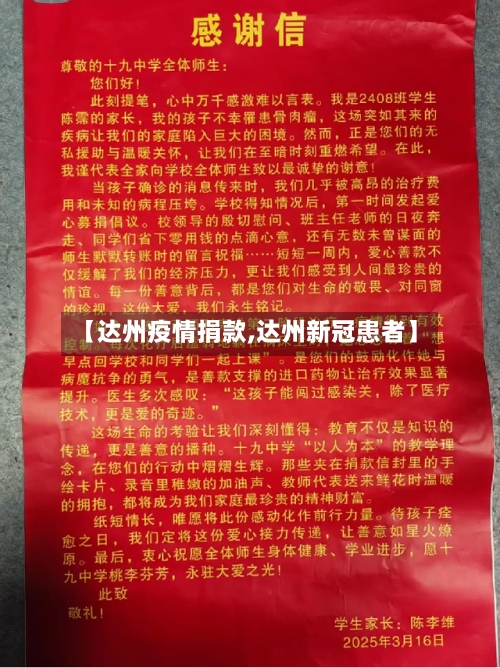 感谢信
尊敬的十九中学全体师生：
您们好！
此刻提笔，心中万千感激难以言表。我是2408班学生
陈霈的家长，我的孩子不幸罹患骨肉瘤，这场突如其来的
疾病让我们的家庭陷入巨大的困境。然而，正是您们的无
私援助与温暖关怀，让我们在至暗时刻重燃希望。在此，
我谨代表全家向学校全体师生致以最诚挚的谢意！
当孩子确诊的消息传来时，我们几乎被高昂的治疗费
用和未知的病程压垮。学校得知情况后，第一时间发起爱
心募捐倡议。校领导的殷切慰问、班主任老师的日夜奔
走、同学们省下零用钱的点滴心意，还有无数未曾谋面的
师生默默转账时的留言祝福……短短一周内，爱心善款不
仅缓解了我们的经济压力，更让我们感受到人间最珍贵的
情谊。每一份善意背后，都是您们对生命的敬畏、对同窗
的珍视，这份大爱，我们永生铭记。
【达州疫情捐款,达州新冠患者】
有效
控制
“想
早点回学校和同学们一起上课”。是您们的鼓励化作她与
病魔抗争的勇气，是善款支撑的进口药物让治疗效果显著
提升。医生多次感叹：“这孩子能闯过感染关，除了医疗
技术，更是爱的奇迹。”
这场生命的考验让我们深刻懂得：教育不仅是知识的
传递，更是善意的播种。十九中学“以人为本”的教学理
念，在您们的行动中熠熠生辉。那些夹在捐款信封里的手
绘卡片、录音里稚嫩的加油声、教师代表送来鲜花时温暖
的拥抱，都将成为我们家庭最珍贵的精神财富。
纸短情长，唯愿将此份感动化作前行力量。待孩子痊
愈之日，我们定将这份爱心接力传递，让善意如星火燎
原。最后，衷心祝愿全体师生身体健康、学业进步，愿十
九中学桃李芬芳，永驻大爱之光！
此致
敬礼！
学生家长：陈李维
2025年3月16日